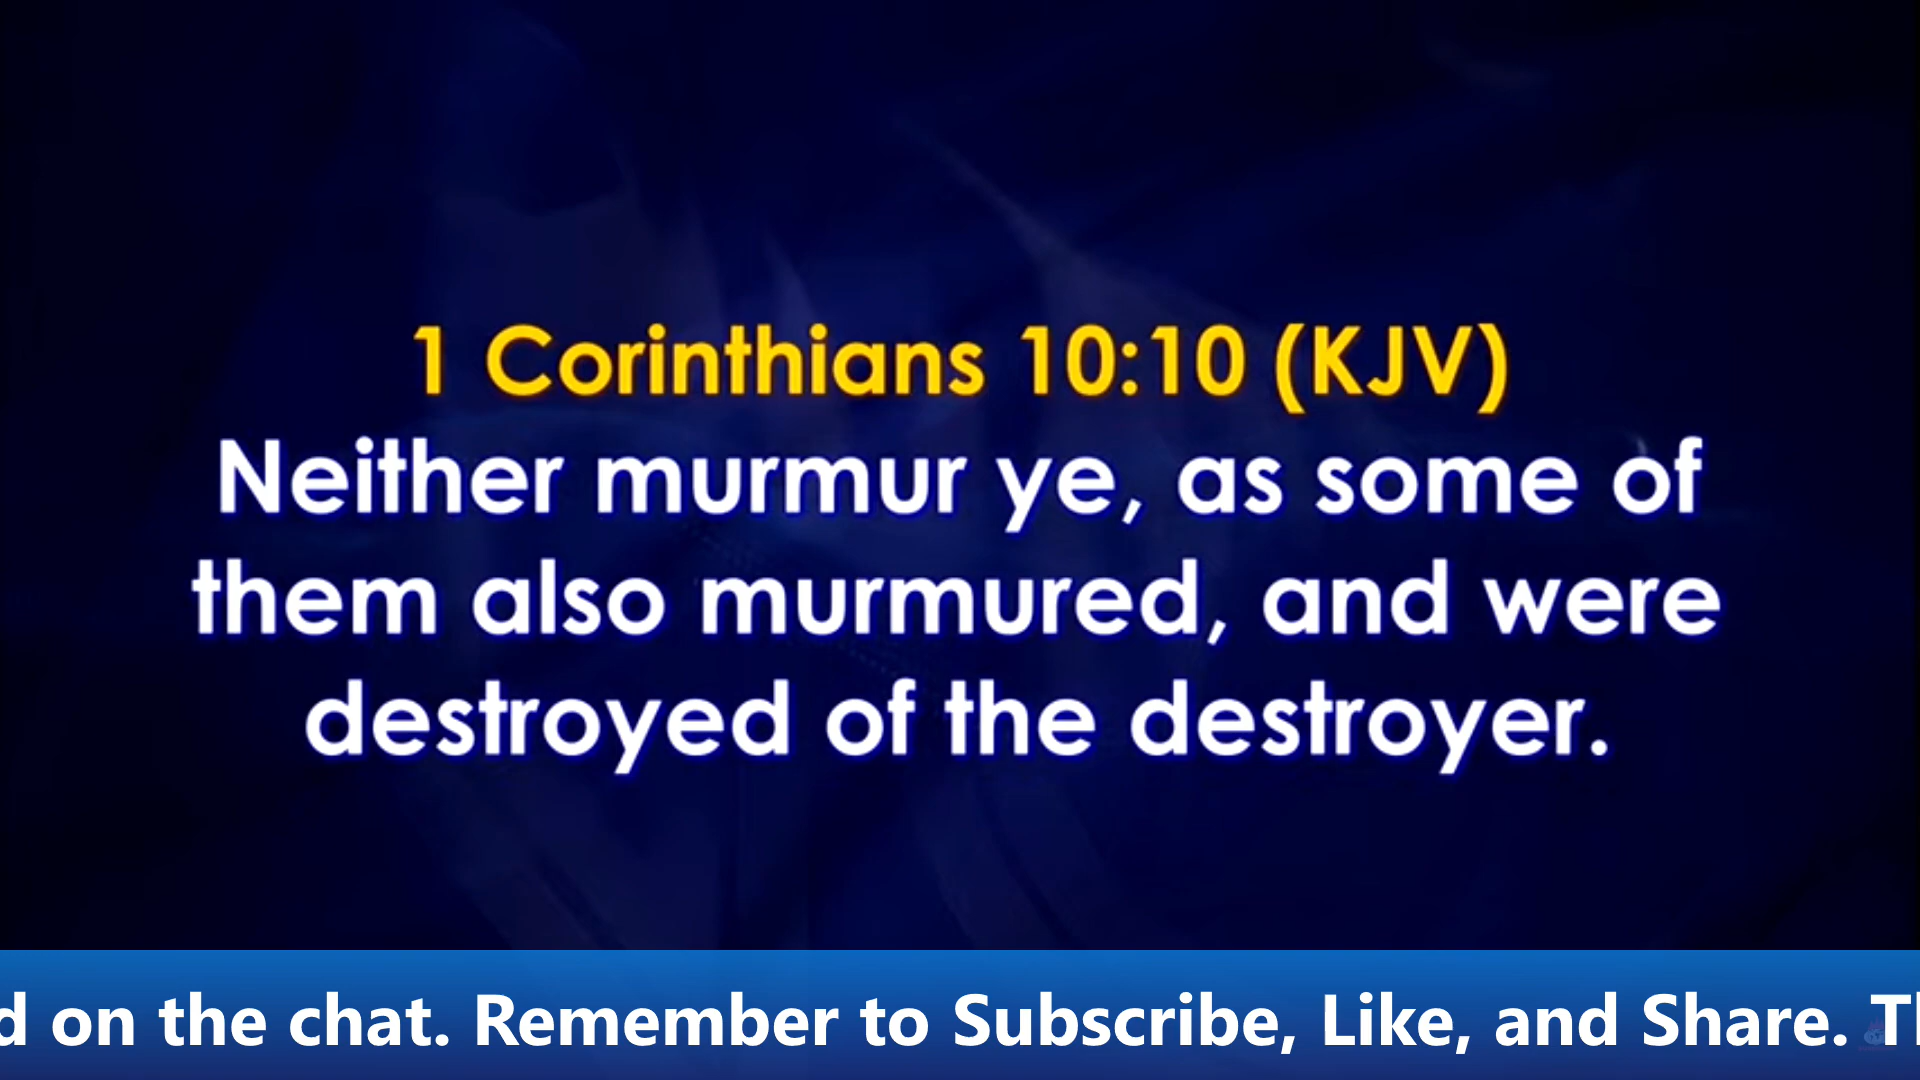 1 Corinthians 10:10 (KJV)
Neither murmur ye, as some of
them also murmured, and were
destroyed of the destroyer.
on the chat. Remember to Subscribe, Like, and Share.